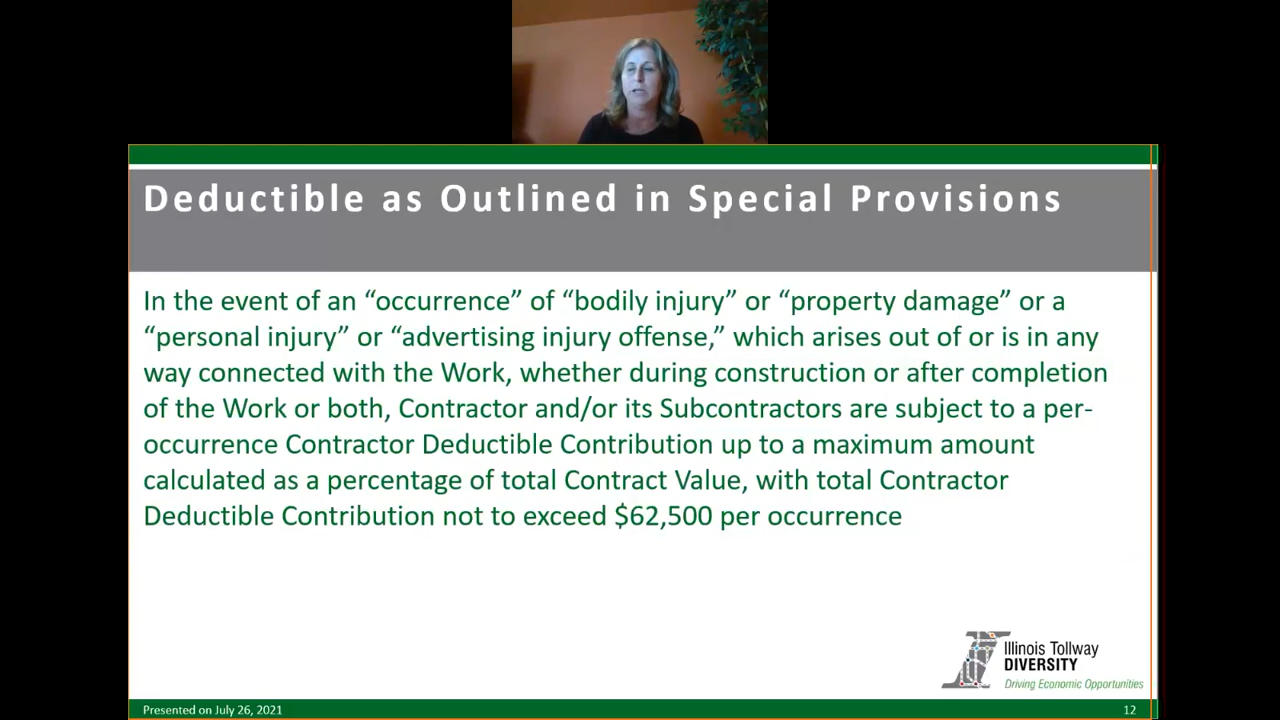 Deductible as Outlined in Special Provisions
In the event of an “occurrence” of “bodily injury” or “property damage” or a
“personal injury” or “advertising injury offense,” which arises out of or is in any
way connected with the Work, whether during construction or after completion
of the Work or both, Contractor and/or its Subcontractors are subject to a per-
occurrence Contractor Deductible Contribution up to a maximum amount
calculated as a percentage of total Contract Value, with total Contractor
Deductible Contribution not to exceed $62,500 per occurrence
Illinois Tollway
DIVERSITY
Driving Economic Opportunities
Presented on July 26, 2021
12